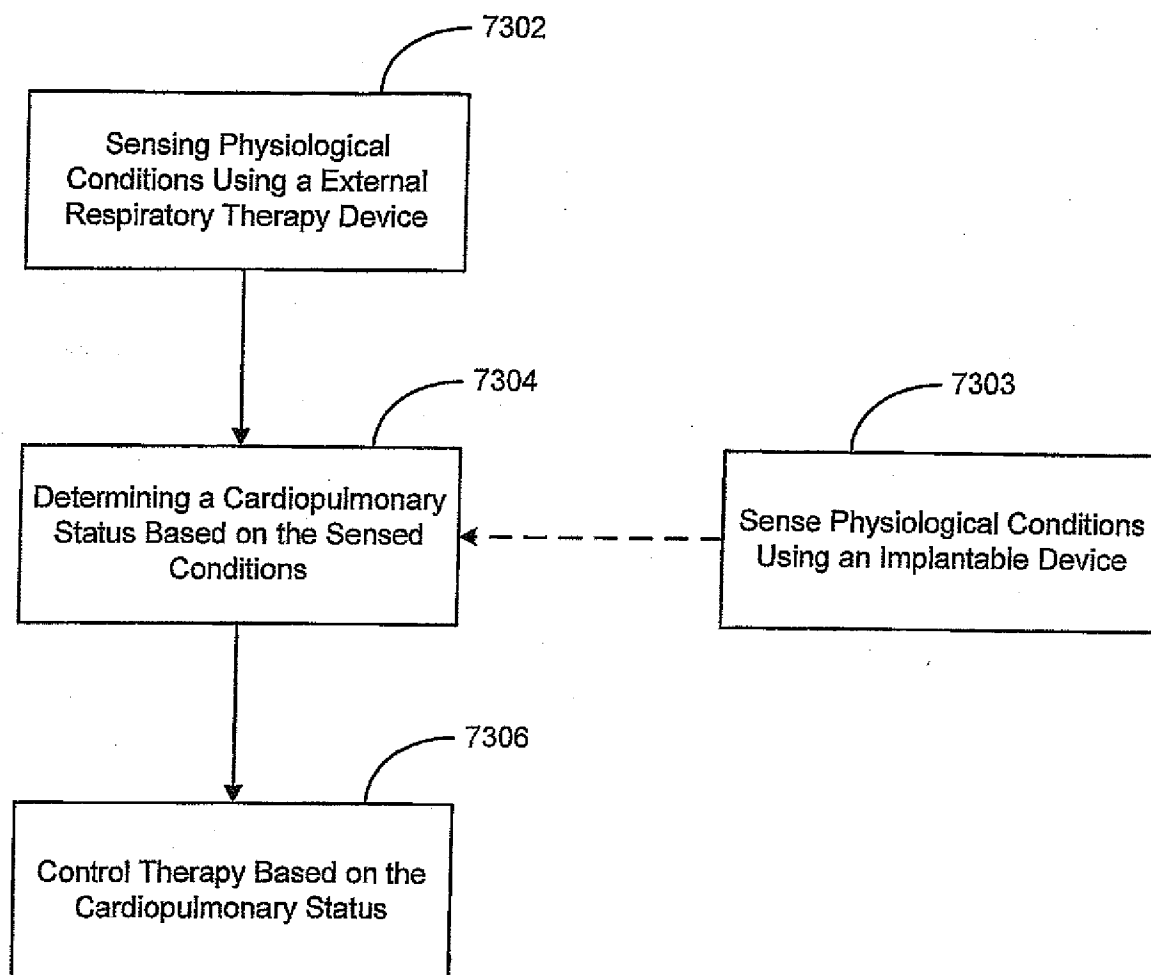 7302
Sensing Physiological
Conditions Using a External
Respiratory Therapy Device
7304
Determining a Cardiopulmonary
Status Based on the Sensed
Conditions
7303
Sense Physiological Conditions
Using an Implantable Device
7306
Control Therapy Based on the
Cardiopulmonary Status